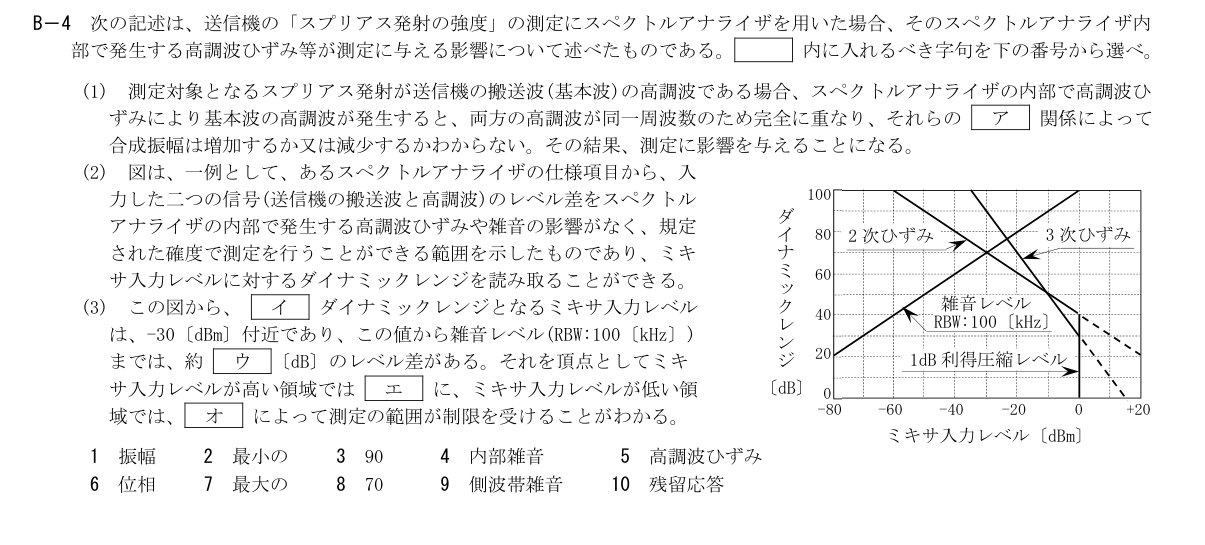 B－4 次の記述は、送信機の「スプリアス発射の強度」の測定にスペクトルアナライザを用いた場合、そのスペクトルアナライザ内
部で発生する高調波ひずみ等が測定に与える影響について述べたものである。 内に入れるべき字句を下の番号から選べ。
(1) 測定対象となるスプリアス発射が送信機の搬送波(基本波)の高調波である場合、スペクトルアナライザの内部で高調波ひ
ずみにより基本波の高調波が発生すると、両方の高調波が同一周波数のため完全に重なり、それらの ア 関係によって
合成振幅は増加するか又は減少するかわからない。その結果、測定に影響を与えることになる。
(2) 図は、一例として、あるスペクトルアナライザの仕様項目から、入
力した二つの信号(送信機の搬送波と高調波)のレベル差をスペクトル
アナライザの内部で発生する高調波ひずみや雑音の影響がなく、規定
された確度で測定を行うことができる範囲を示したものであり、ミキ
サ入力レベルに対するダイナミックレンジを読み取ることができる。
(3) この図から、 イ ダイナミックレンジとなるミキサ入力レベル
は、-30〔dBm〕付近であり、この値から雑音レベル(RBW:100〔kHz〕)
までは、約 ウ 〔dB〕のレベル差がある。それを頂点としてミキ
サ入力レベルが高い領域では エ に、ミキサ入力レベルが低い領
域では、 オ によって測定の範囲が制限を受けることがわかる。
ダイナミックレンジ〔dB〕
100
80
60
40
20
0
2次ひずみ
3次ひずみ
雑音レベル
RBW:100〔kHz〕
1dB利得圧縮レベル
-80 -60 -40 -20 0 +20
ミキサ入力レベル〔dBm〕
1 振幅 2 最小の 3 90 4 内部雑音 5 高調波ひずみ
6 位相 7 最大の 8 70 9 側波帯雑音 10 残留応答